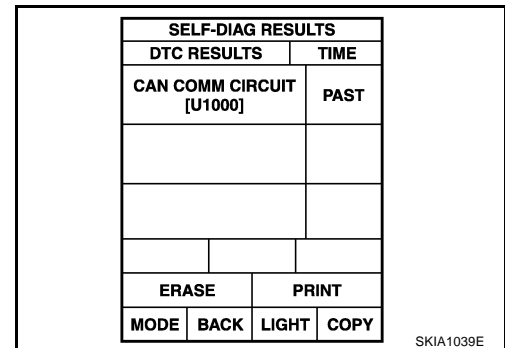 SELF-DIAG RESULTS
DTC RESULTS TIME
CAN COMM CIRCUIT
[U1000] PAST
ERASE PRINT
MODE BACK LIGHT COPY
SKIA1039E